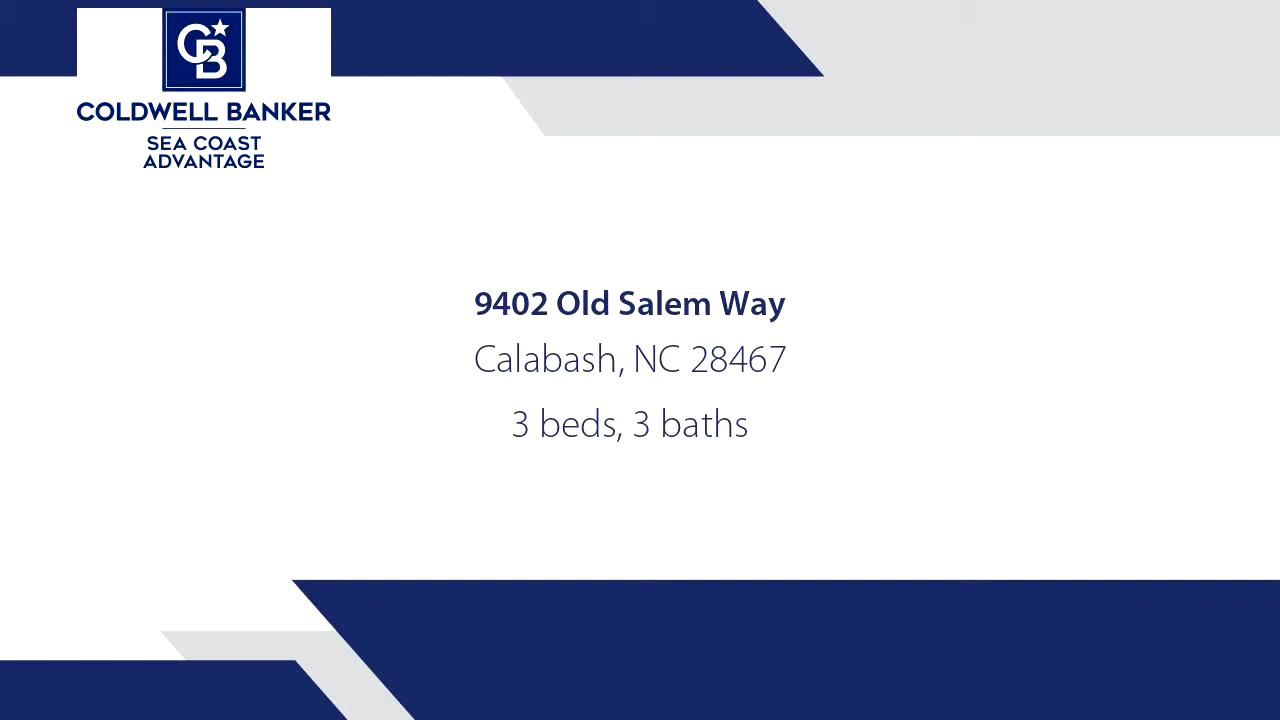 CB
COLDWELL BANKER
SEA COAST
ADVANTAGE
9402 Old Salem Way
Calabash, NC 28467
3 beds, 3 baths